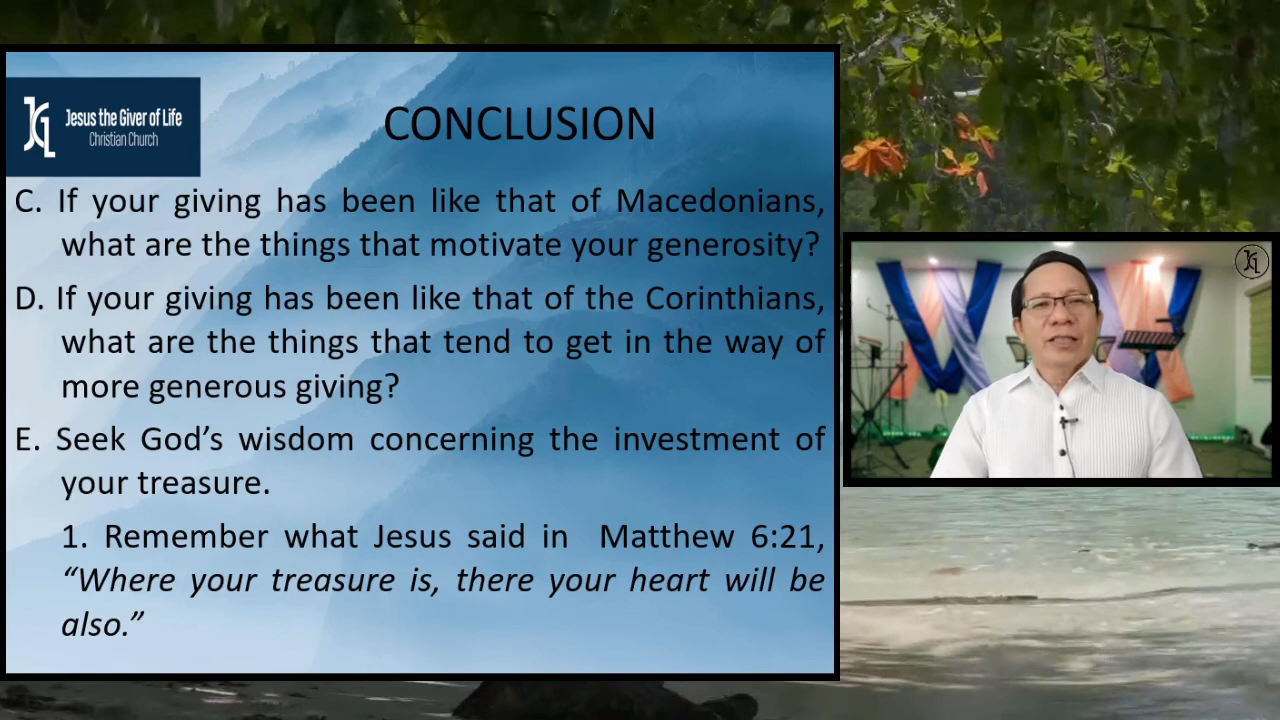 Jesus the Giver of Life
Christian Church
CONCLUSION
C. If your giving has been like that of Macedonians,
what are the things that motivate your generosity?
D. If your giving has been like that of the Corinthians,
what are the things that tend to get in the way of
more generous giving?
E. Seek God’s wisdom concerning the investment of
your treasure.
1. Remember what Jesus said in Matthew 6:21,
“Where your treasure is, there your heart will be
also.”